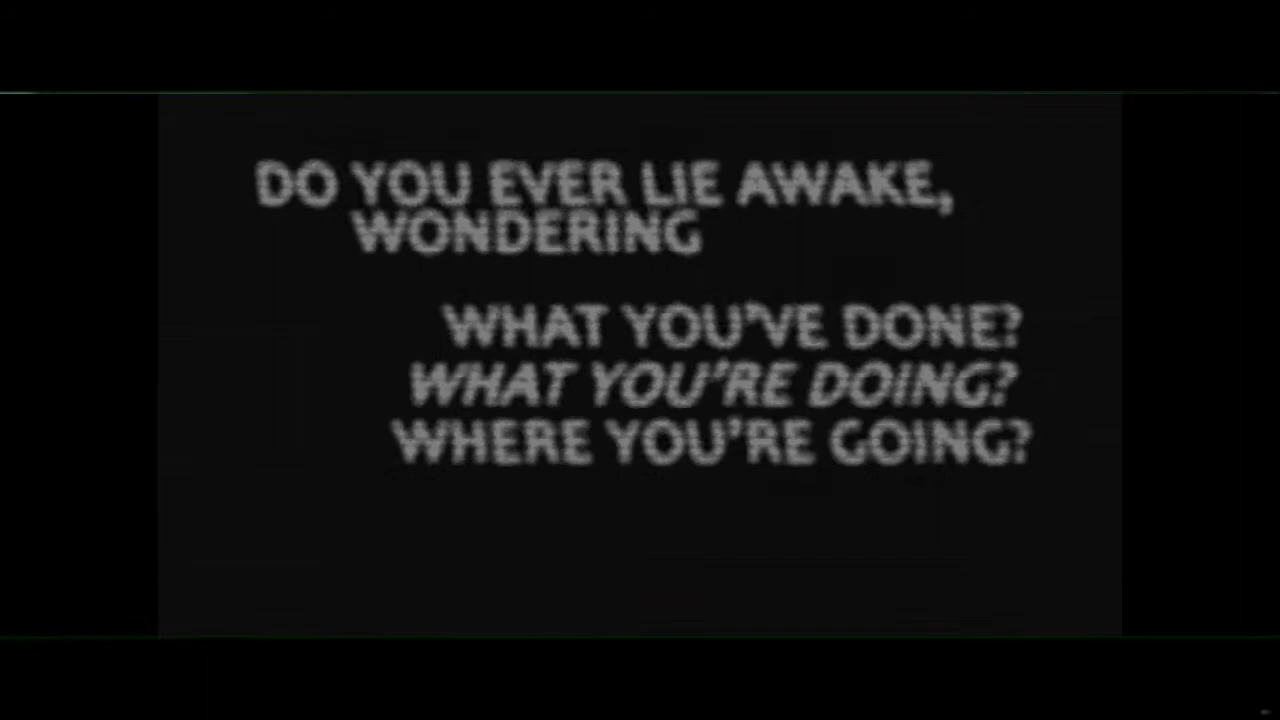 DO YOU EVER LIE AWAKE,
WONDERING
WHAT YOU'VE DONE?
WHAT YOU'RE DOING?
WHERE YOU'RE GOING?